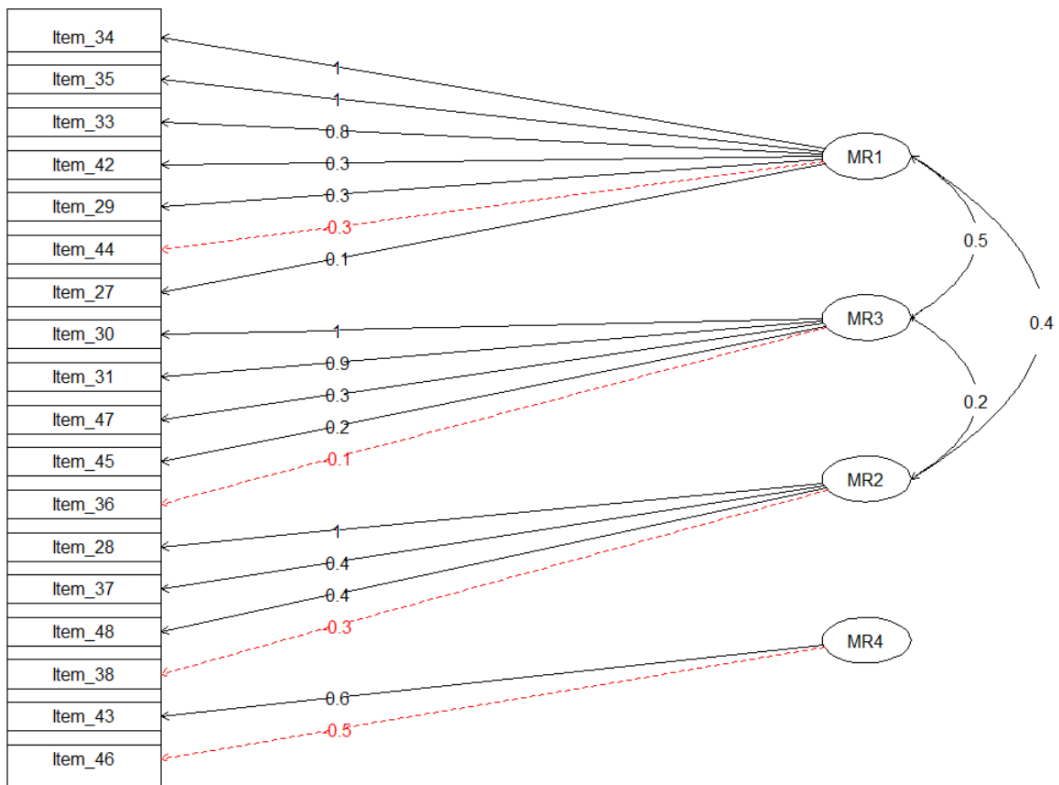 Item_34
Item_35
Item_33
Item_42
Item_29
Item_44
Item_27
Item_30
Item_31
Item_47
Item_45
Item_36
Item_28
Item_37
Item_48
Item_38
Item_43
Item_46
1
1
0.8
0.3
0.3
-0.3
0.1
1
0.9
0.3
0.2
-0.1
1
0.4
0.4
-0.3
0.6
-0.5
MR1
MR3
MR2
MR4
0.5
0.4
0.2